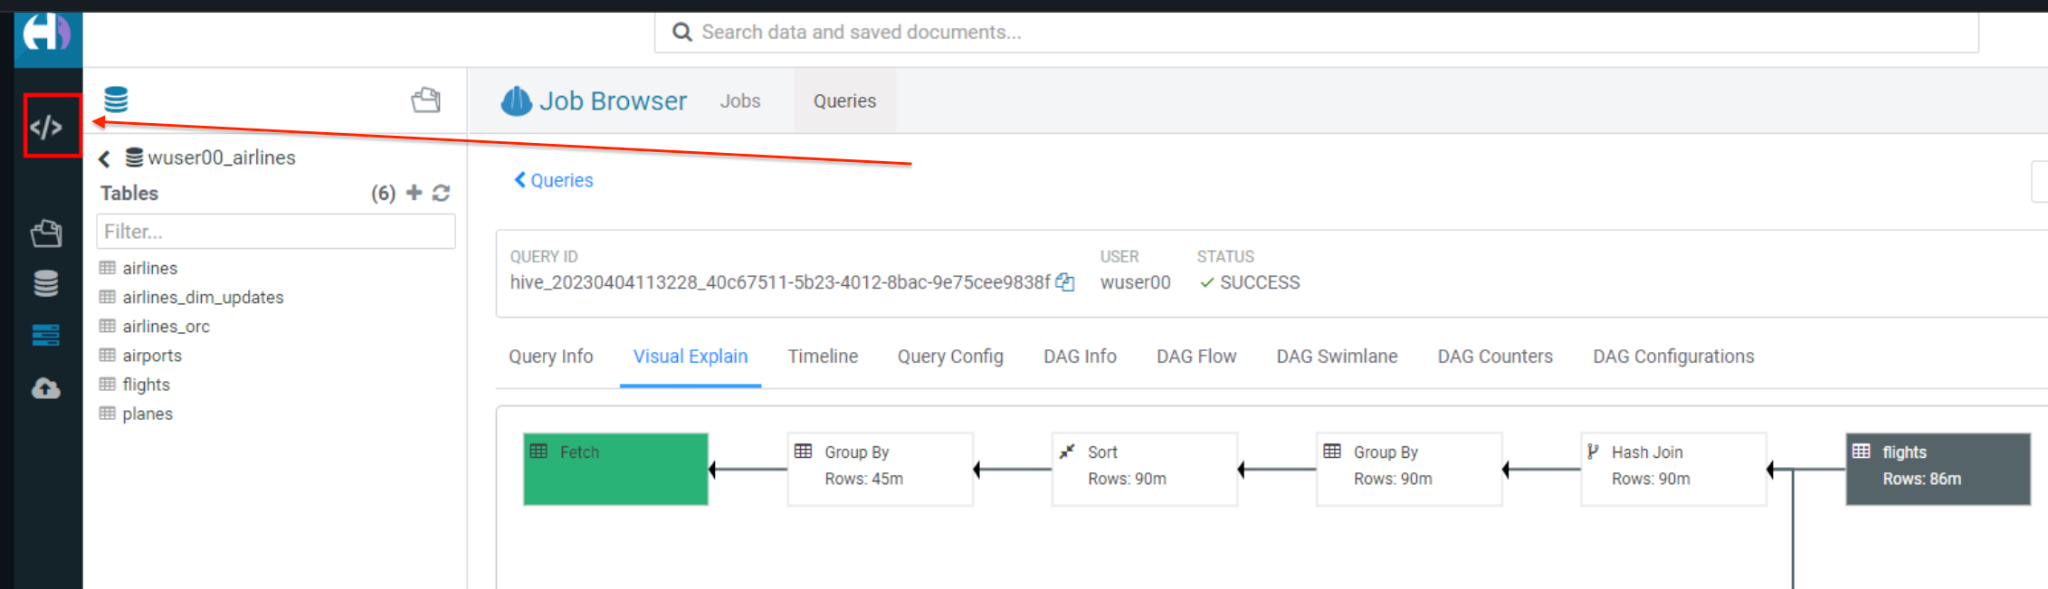 Search data and saved documents...
</>
Job Browser Jobs Queries
wuser00_airlines
Tables (6)
Filter...
airlines
airlines_dim_updates
airlines_orc
airports
flights
planes
Queries
QUERY ID
hive_20230404113228_40c67511-5b23-4012-8bac-9e75cee9838f
USER
wuser00
STATUS
SUCCESS
Query Info Visual Explain Timeline Query Config DAG Info DAG Flow DAG Swimlane DAG Counters DAG Configurations
Fetch
Group By
Rows: 45m
Sort
Rows: 90m
Group By
Rows: 90m
Hash Join
Rows: 90m
flights
Rows: 86m